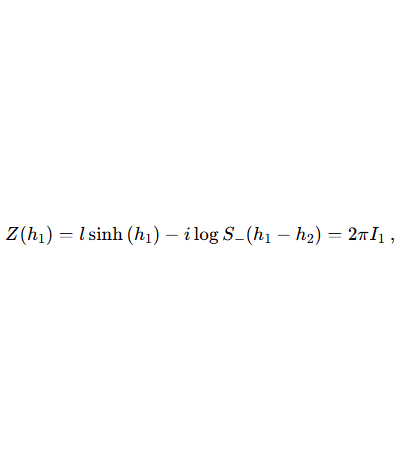 Z(h₁) = l sinh (h₁) − i log S₋(h₁ − h₂) = 2πI₁ ,